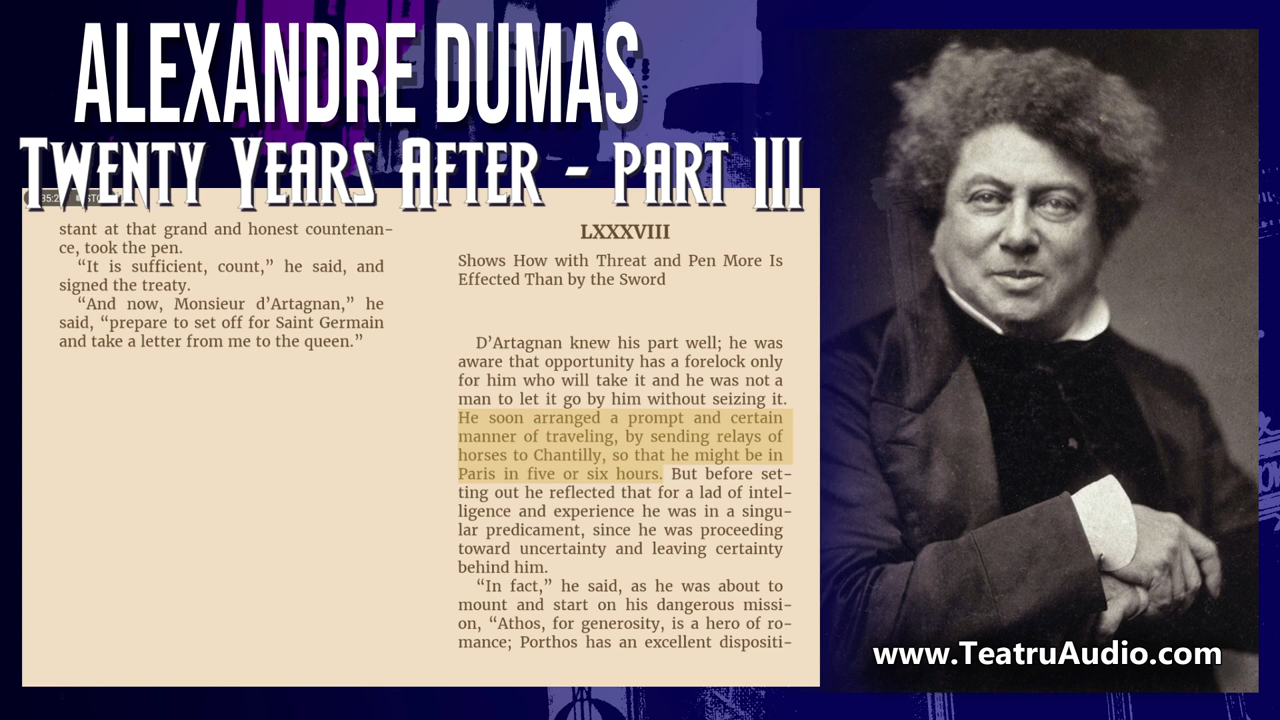 ALEXANDRE DUMAS
TWENTY YEARS AFTER - PART III
stant at that grand and honest countenan-
ce, took the pen.
“It is sufficient, count,” he said, and
signed the treaty.
“And now, Monsieur d’Artagnan,” he
said, “prepare to set off for Saint Germain
and take a letter from me to the queen.”
LXXXVIII
Shows How with Threat and Pen More Is
Effected Than by the Sword
D’Artagnan knew his part well; he was
aware that opportunity has a forelock only
for him who will take it and he was not a
man to let it go by him without seizing it.
He soon arranged a prompt and certain
manner of traveling, by sending relays of
horses to Chantilly, so that he might be in
Paris in five or six hours. But before set-
ting out he reflected that for a lad of intel-
ligence and experience he was in a singu-
lar predicament, since he was proceeding
toward uncertainty and leaving certainty
behind him.
“In fact,” he said, as he was about to
mount and start on his dangerous missi-
on, “Athos, for generosity, is a hero of ro-
mance; Porthos has an excellent dispositi-
www.TeatruAudio.com